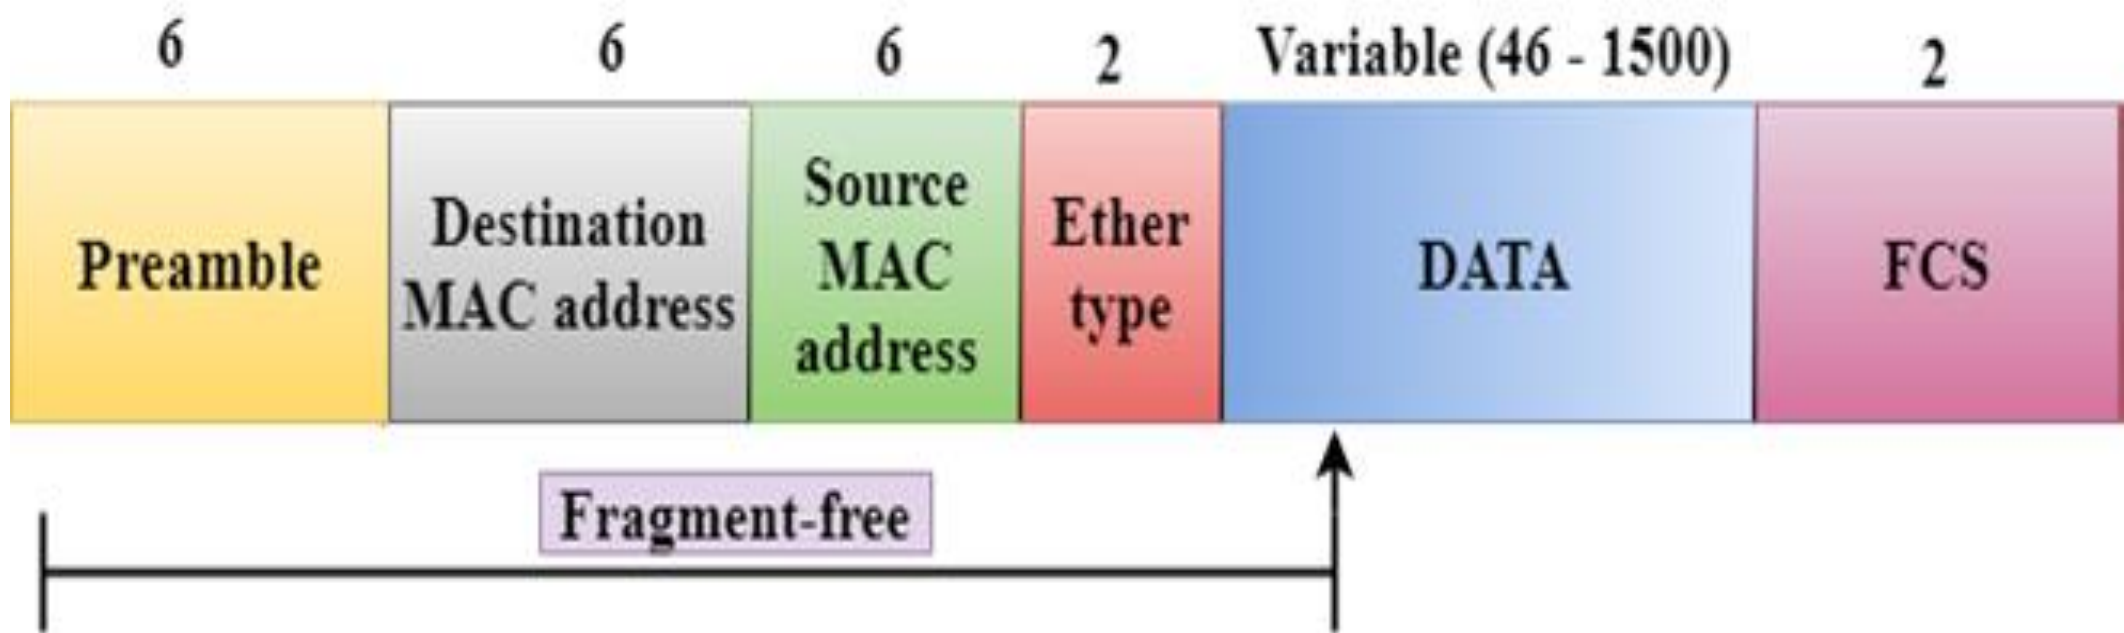 6 6 6 2 Variable (46 - 1500) 2
Preamble
Destination
MAC address
Source
MAC
address
Ether
type
DATA
FCS
Fragment-free